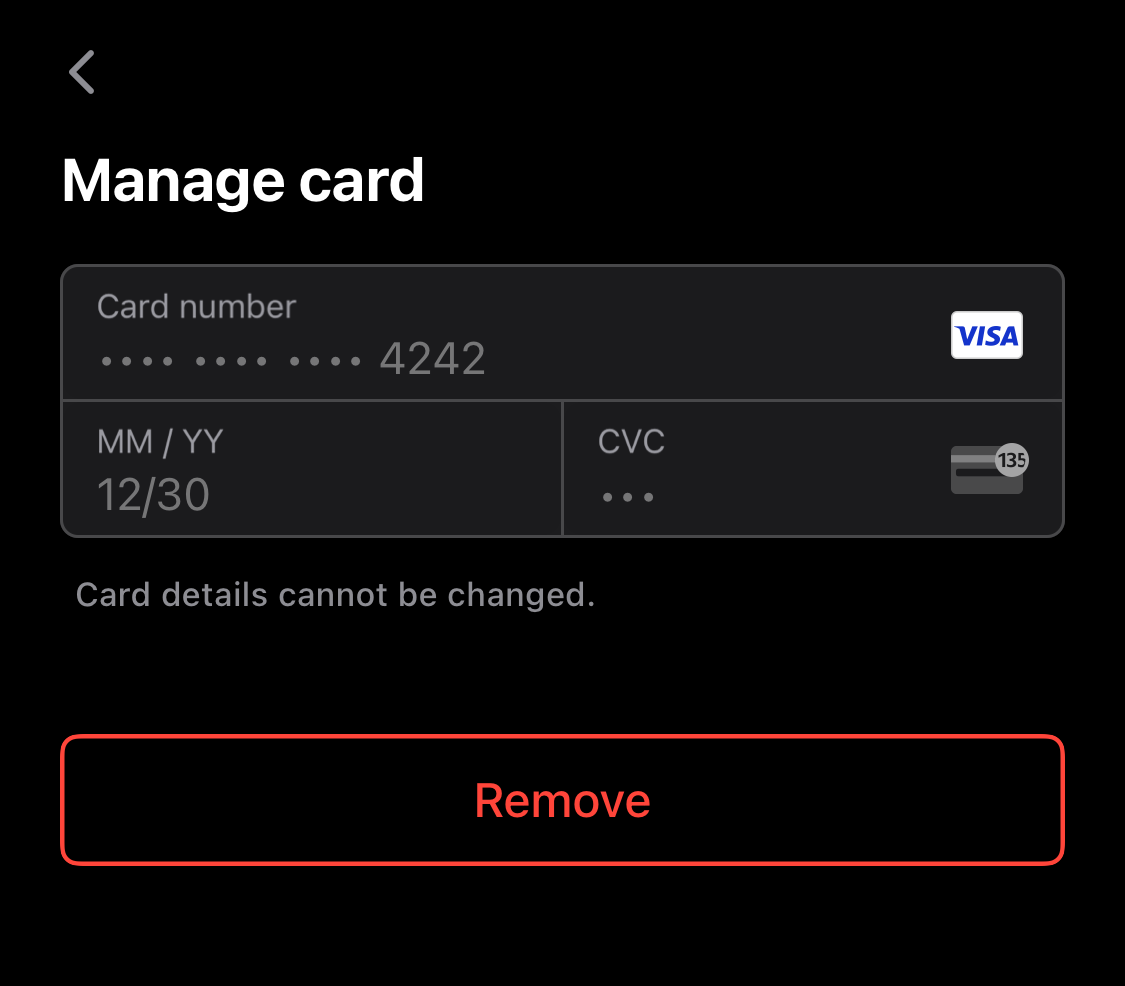 Manage card
Card number
•••• •••• •••• 4242
VISA
MM / YY
12/30
CVC
•••
135
Card details cannot be changed.
Remove